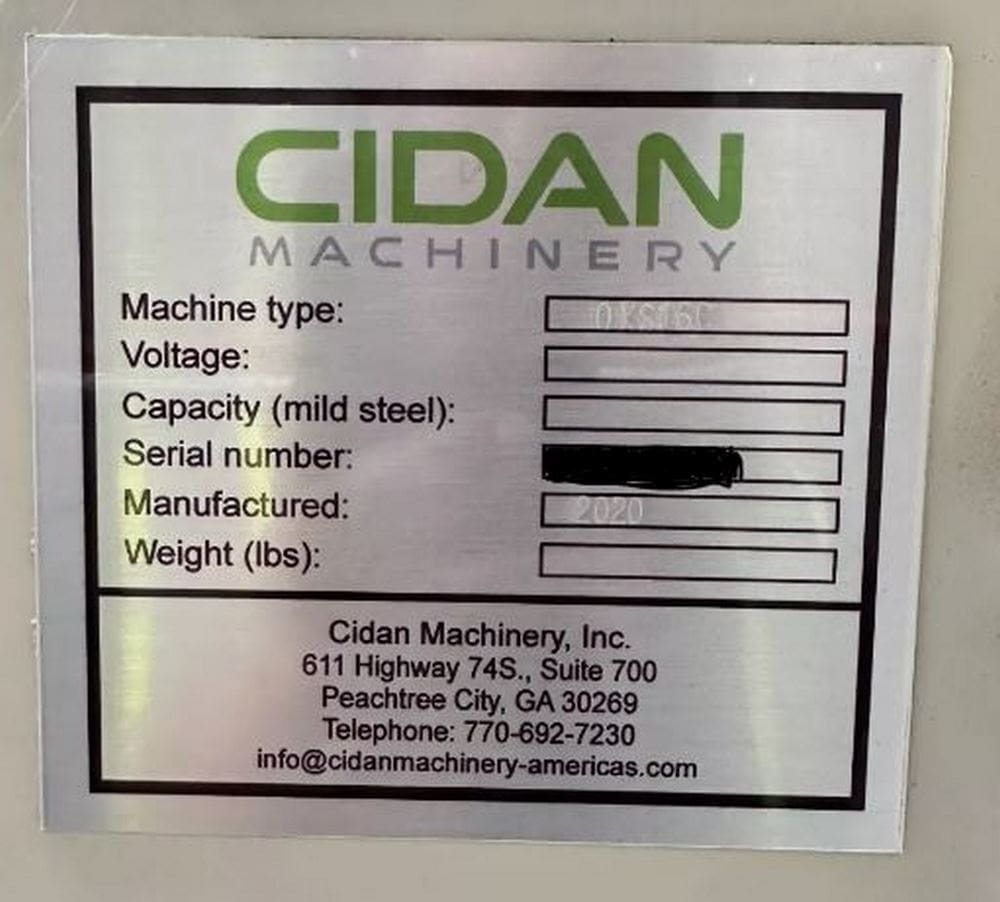 CIDAN
MACHINERY
Machine type:
Voltage:
Capacity (mild steel):
Serial number:
Manufactured: 2020
Weight (lbs):
Cidan Machinery, Inc.
611 Highway 74S., Suite 700
Peachtree City, GA 30269
Telephone: 770-692-7230
info@cidanmachinery-americas.com